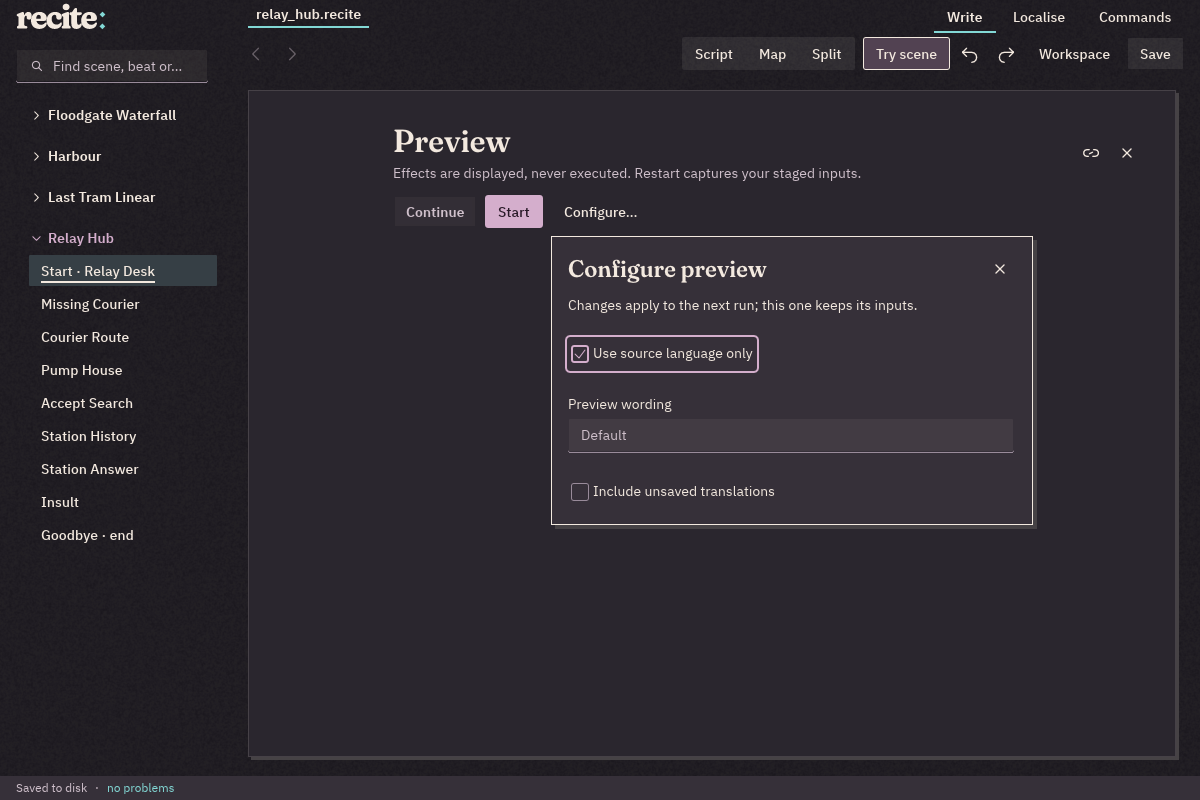 recite:
relay_hub.recite
Write
Localise
Commands
Find scene, beat or...
Script
Map
Split
Try scene
Workspace
Save
Floodgate Waterfall
Harbour
Last Tram Linear
Relay Hub
Start · Relay Desk
Missing Courier
Courier Route
Pump House
Accept Search
Station History
Station Answer
Insult
Goodbye · end
Preview
Effects are displayed, never executed. Restart captures your staged inputs.
Continue
Start
Configure...
Configure preview
Changes apply to the next run; this one keeps its inputs.
Use source language only
Preview wording
Default
Include unsaved translations
Saved to disk · no problems